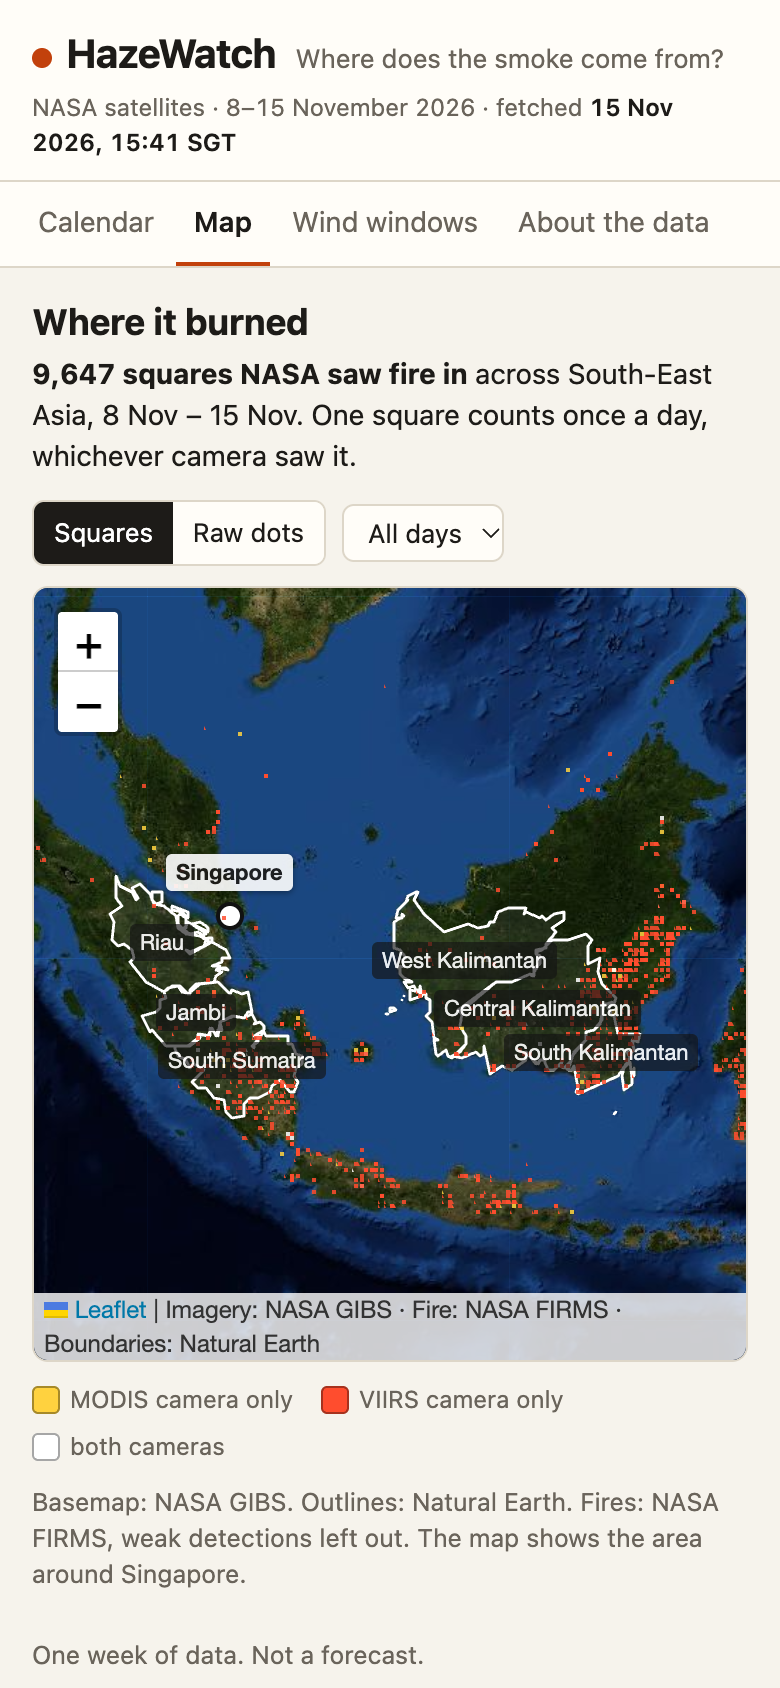 HazeWatch Where does the smoke come from?
NASA satellites · 8–15 November 2026 · fetched 15 Nov
2026, 15:41 SGT
Calendar Map Wind windows About the data
Where it burned
9,647 squares NASA saw fire in across South-East
Asia, 8 Nov – 15 Nov. One square counts once a day,
whichever camera saw it.
Squares Raw dots All days
+
−
Singapore
Riau
West Kalimantan
Jambi
Central Kalimantan
South Sumatra
South Kalimantan
Leaflet | Imagery: NASA GIBS · Fire: NASA FIRMS ·
Boundaries: Natural Earth
MODIS camera only VIIRS camera only
both cameras
Basemap: NASA GIBS. Outlines: Natural Earth. Fires: NASA
FIRMS, weak detections left out. The map shows the area
around Singapore.
One week of data. Not a forecast.